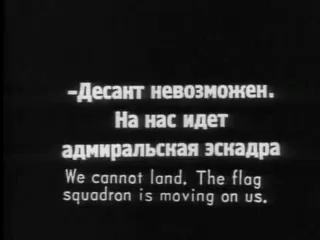 –Десант невозможен.
На нас идет
адмиральская эскадра
We cannot land. The flag
squadron is moving on us.